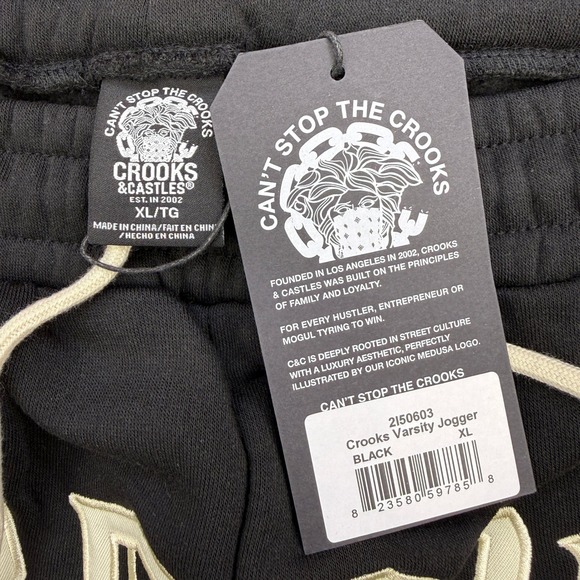 CAN'T STOP THE CROOKS
CROOKS
&CASTLES®
EST. IN 2002
XL/TG
MADE IN CHINA/FAIT EN CHIN
/HECHO EN CHINA
CAN'T STOP THE CROOKS
FOUNDED IN LOS ANGELES IN 2002, CROOKS
& CASTLES WAS BUILT ON THE PRINCIPLES
OF FAMILY AND LOYALTY.
FOR EVERY HUSTLER, ENTREPRENEUR OR
MOGUL TYRING TO WIN.
C&C IS DEEPLY ROOTED IN STREET CULTURE
WITH A LUXURY AESTHETIC, PERFECTLY
ILLUSTRATED BY OUR ICONIC MEDUSA LOGO.
CAN'T STOP THE CROOKS
2I50603
Crooks Varsity Jogger
BLACK XL
8 23580 59785 8